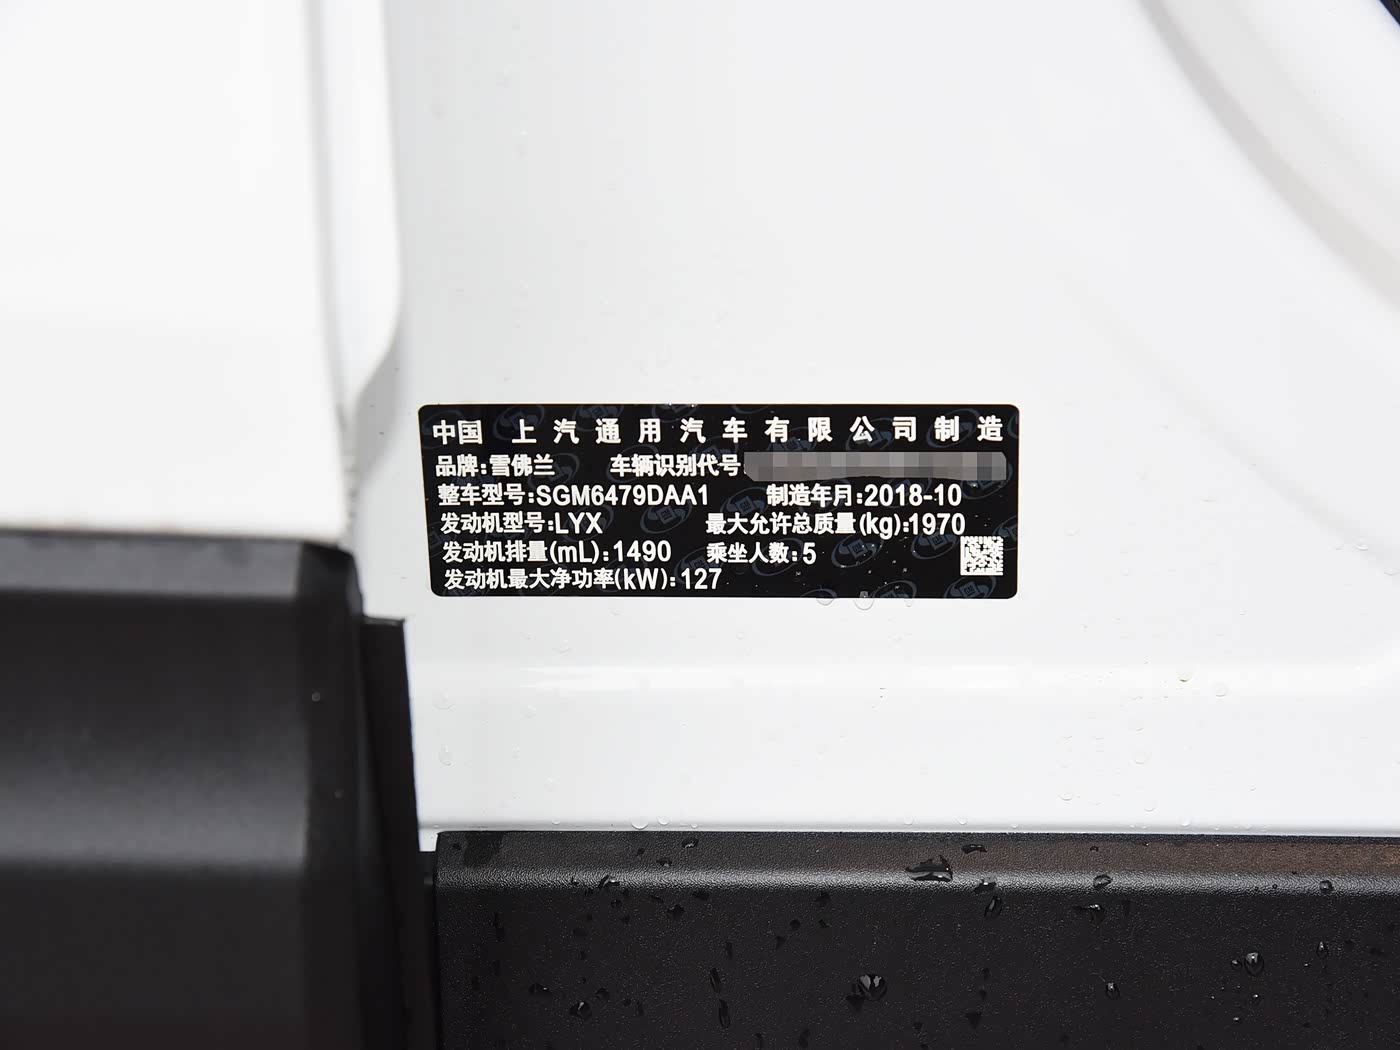 中国 上汽通用汽车有限公司制造
品牌:雪佛兰 车辆识别代号
整车型号:SGM6479DAA1 制造年月:2018-10
发动机型号:LYX 最大允许总质量(kg):1970
发动机排量(mL):1490 乘坐人数:5
发动机最大净功率(kW):127